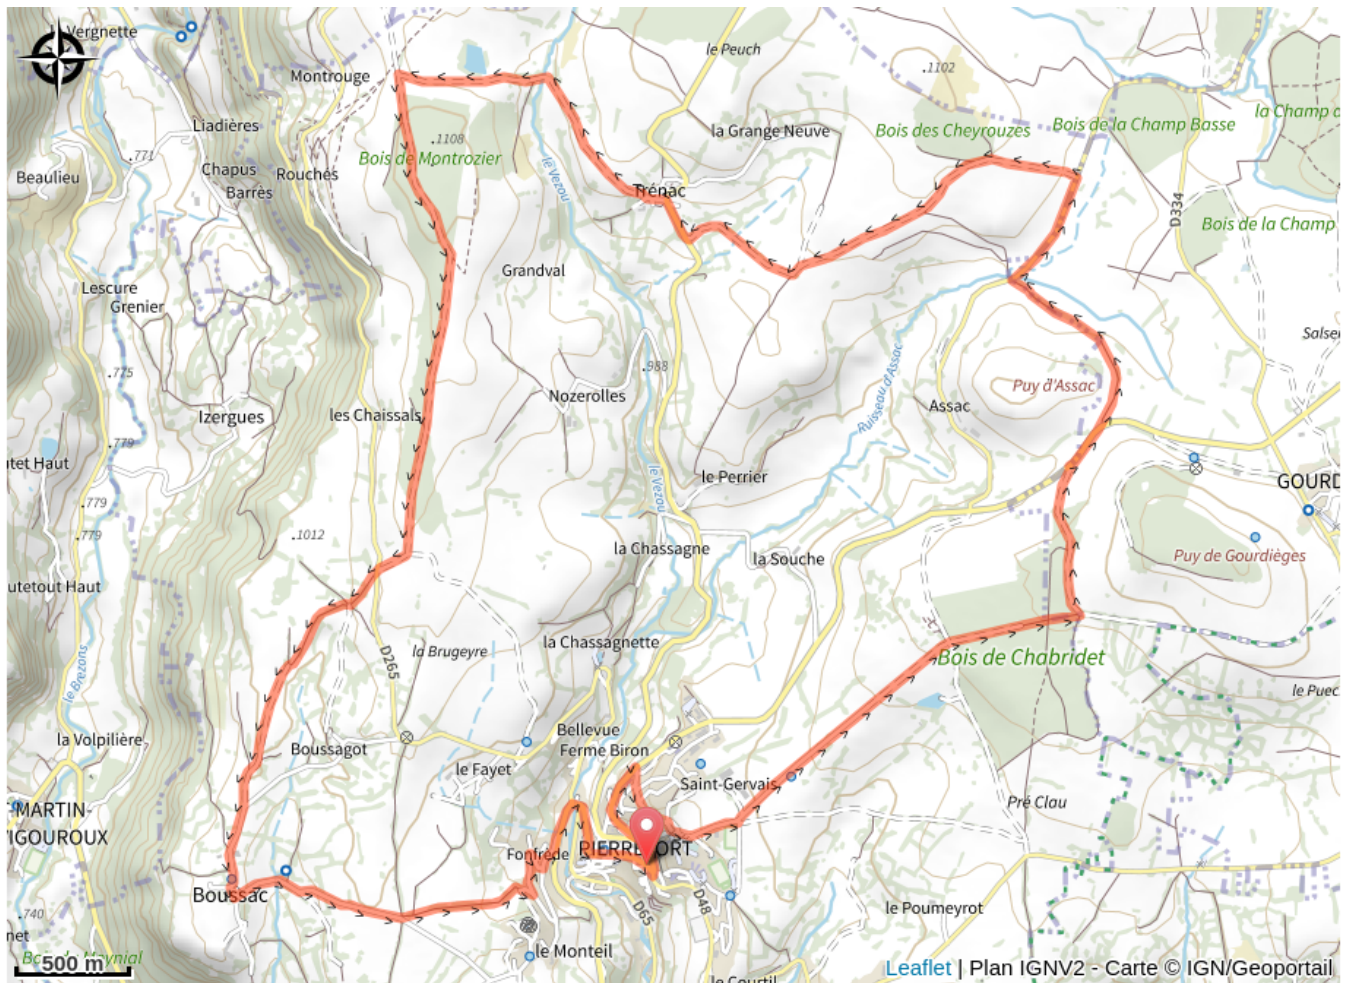 Vergnette
le Peuch
Montrouge
.1102
Liadières
.1108
la Grange Neuve
Bois des Cheyrouzes
Bois de la Champ Basse
la Champ
.771
Bois de Montrozier
Chapus
Barrès
Rouchés
Beaulieu
le Vezou
Trénac
D334
Bois de la Champ
Grandval
Lescure
Grenier
Salse
.988
.775
Nozerolles
Puy d'Assac
Assac
Ruisseau d'Assac
Izergues
les Chaissals
.779
utet Haut
le Perrier
le Vezou
GOURD
.779
.779
.1012
la Chassagne
la Souche
Puy de Gourdièges
utetout Haut
la Chassagnette
la Brugeyre
D265
Bois de Chabridet
le Brezons
le Puec
Bellevue
Ferme Biron
la Volpilière
Boussagot
le Fayet
Saint-Gervais
Pré Clau
MARTIN-
VIGOUROUX
Fonfrède
PIERREFORT
Boussac
D65
D48
le Poumeyrot
.740
net
le Monteil
le Courtil
500 m
Leaflet | Plan IGNV2 - Carte © IGN/Geoportail